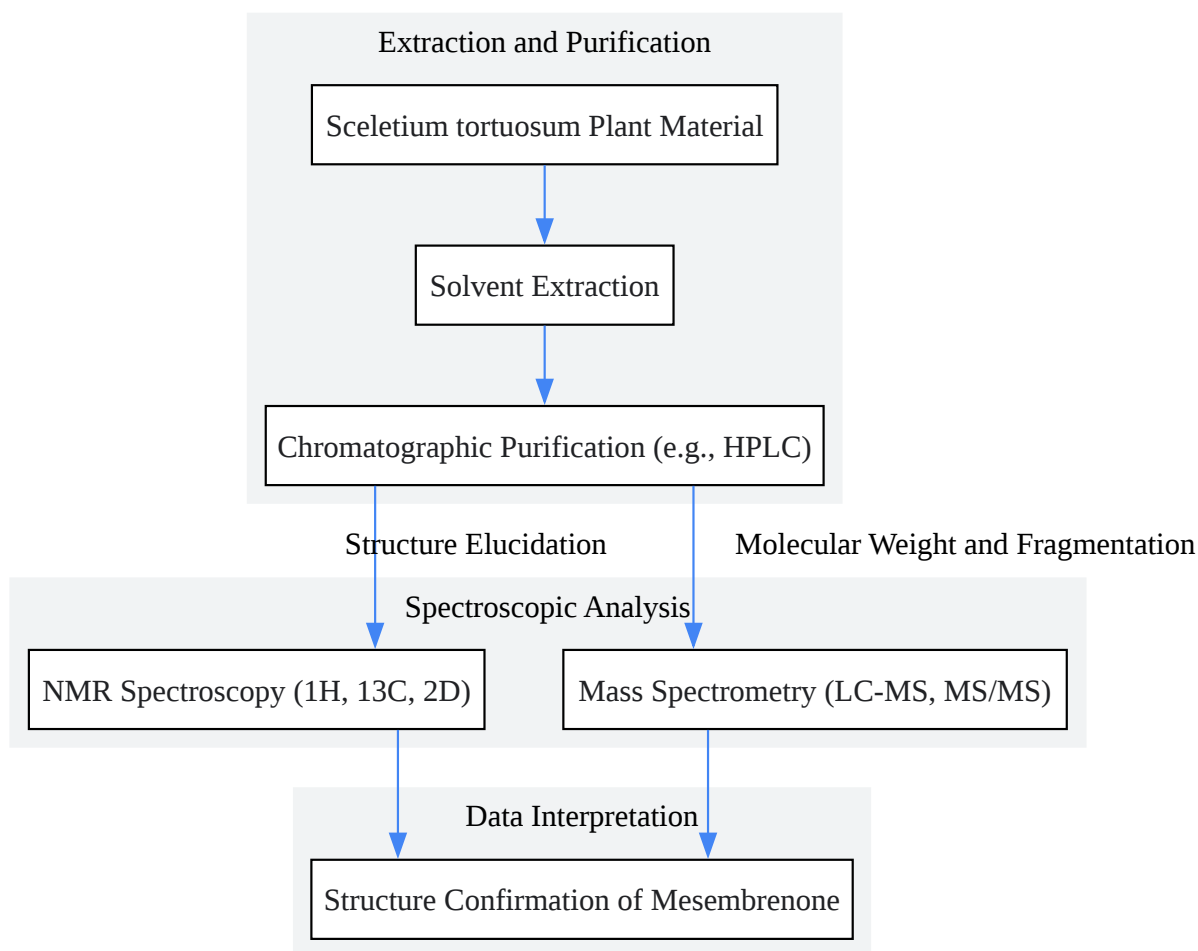 Extraction and Purification
Sceletium tortuosum Plant Material
Solvent Extraction
Chromatographic Purification (e.g., HPLC)
Structure Elucidation
Molecular Weight and Fragmentation
Spectroscopic Analysis
NMR Spectroscopy (1H, 13C, 2D)
Mass Spectrometry (LC-MS, MS/MS)
Data Interpretation
Structure Confirmation of Mesembrenone